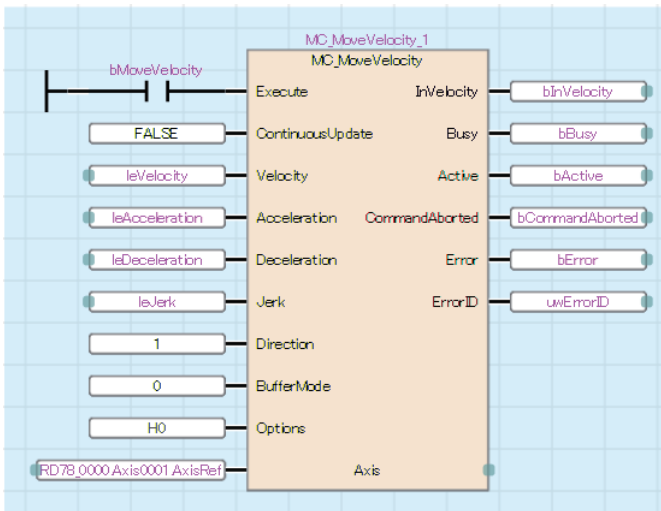 MC_MoveVelocity_1
MC_MoveVelocity
bMoveVelocity
Execute InVelocity bInVelocity
FALSE ContinuousUpdate Busy bBusy
leVelocity Velocity Active bActive
leAcceleration Acceleration CommandAborted bCommandAborted
leDeceleration Deceleration Error bError
leJerk Jerk ErrorID uwErrorID
1 Direction
0 BufferMode
H0 Options
RD78_0000.Axis0001.AxisRef Axis